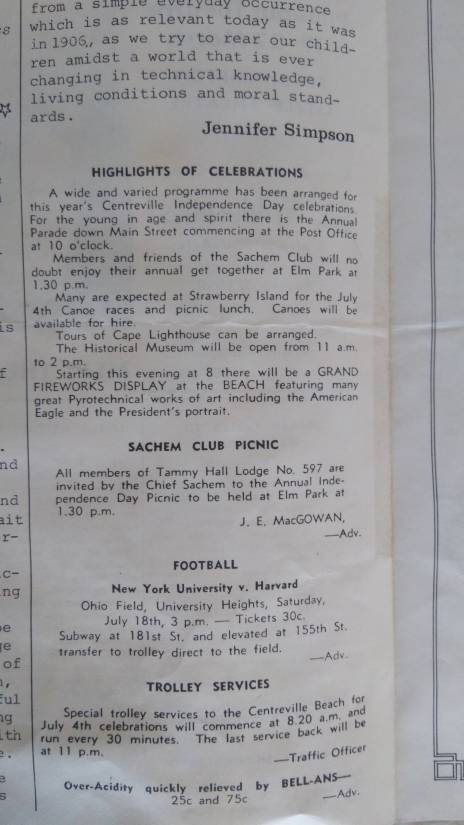 from a simple everyday occurrence
which is as relevant today as it was
in 1906,, as we try to rear our child-
ren amidst a world that is ever
changing in technical knowledge,
living conditions and moral stand-
ards.
Jennifer Simpson
HIGHLIGHTS OF CELEBRATIONS
A wide and varied programme has been arranged for
this year's Centreville Independence Day celebrations.
For the young in age and spirit there is the Annual
Parade down Main Street commencing at the Post Office
at 10 o'clock.
Members and friends of the Sachem Club will no
doubt enjoy their annual get together at Elm Park at
1.30 p.m.
Many are expected at Strawberry Island for the July
4th Canoe races and picnic lunch. Canoes will be
available for hire.
Tours of Cape Lighthouse can be arranged.
The Historical Museum will be open from 11 a.m.
to 2 p.m.
Starting this evening at 8 there will be a GRAND
FIREWORKS DISPLAY at the BEACH featuring many
great Pyrotechnical works of art including the American
Eagle and the President's portrait.
SACHEM CLUB PICNIC
All members of Tammy Hall Lodge No. 597 are
invited by the Chief Sachem to the Annual Inde-
pendence Day Picnic to be held at Elm Park at
1.30 p.m.
J. E. MacGOWAN,
—Adv.
FOOTBALL
New York University v. Harvard
Ohio Field, University Heights, Saturday,
July 18th, 3 p.m. — Tickets 30c.
Subway at 181st St. and elevated at 155th St.
transfer to trolley direct to the field.
—Adv.
TROLLEY SERVICES
Special trolley services to the Centreville Beach for
July 4th celebrations will commence at 8.20 a.m. and
run every 30 minutes. The last service back will be
at 11 p.m.
—Traffic Officer
Over-Acidity quickly relieved by BELL-ANS—
25c and 75c
—Adv.